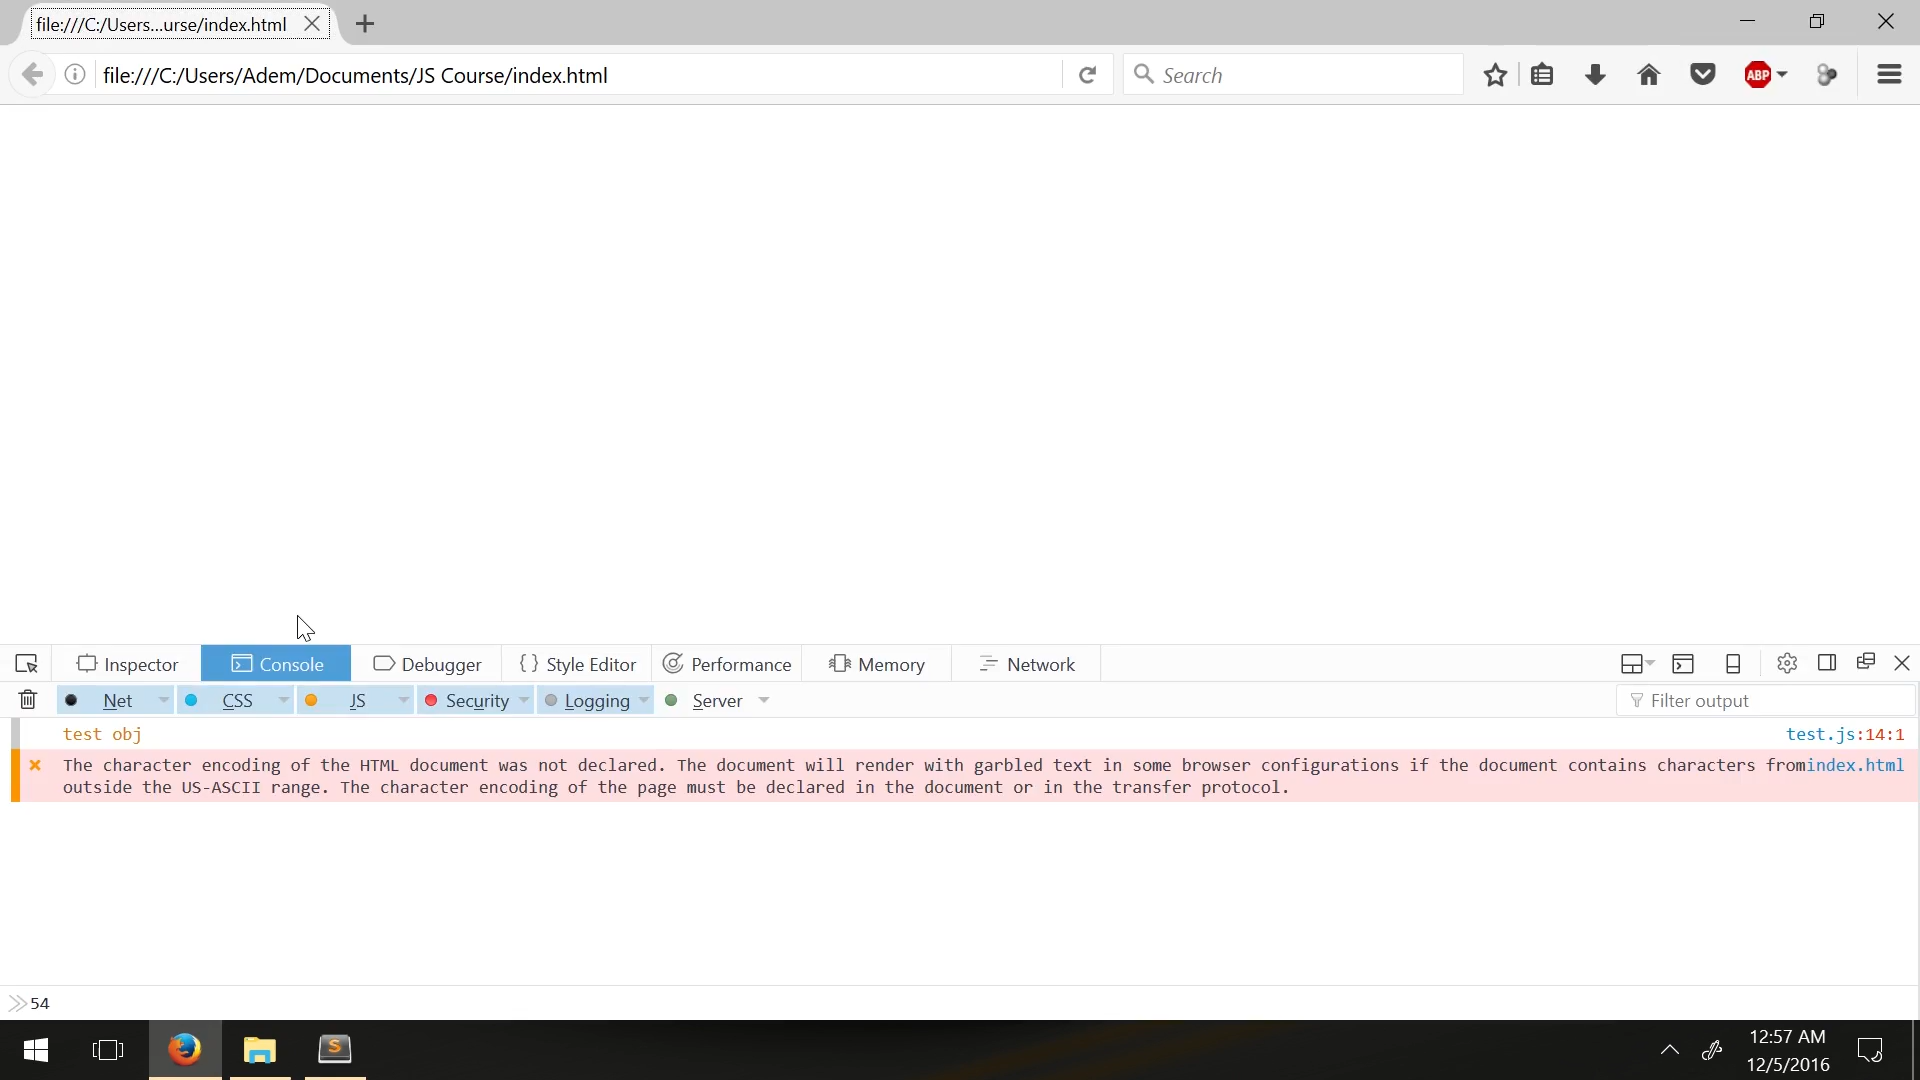 file:///C:/Users...urse/index.html
file:///C:/Users/Adem/Documents/JS Course/index.html
Search
ABP
Inspector
Console
Debugger
{ } Style Editor
Performance
Memory
Network
Net
CSS
JS
Security
Logging
Server
Filter output
test obj
test.js:14:1
The character encoding of the HTML document was not declared. The document will render with garbled text in some browser configurations if the document contains characters from
index.html
outside the US-ASCII range. The character encoding of the page must be declared in the document or in the transfer protocol.
54
S
12:57 AM
12/5/2016